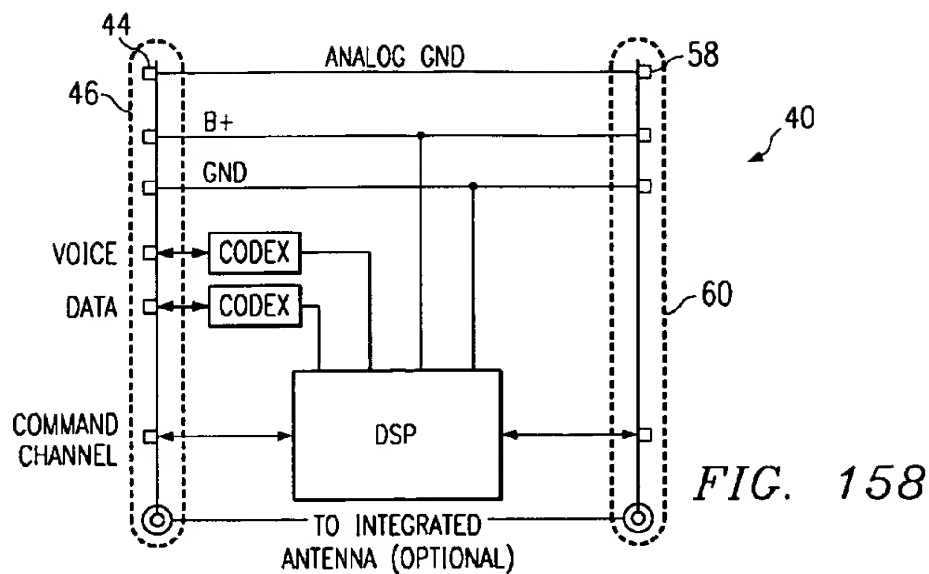 44
ANALOG GND
58
46
B+
40
GND
VOICE
CODEX
DATA
CODEX
60
COMMAND
CHANNEL
DSP
FIG. 158
TO INTEGRATED
ANTENNA (OPTIONAL)